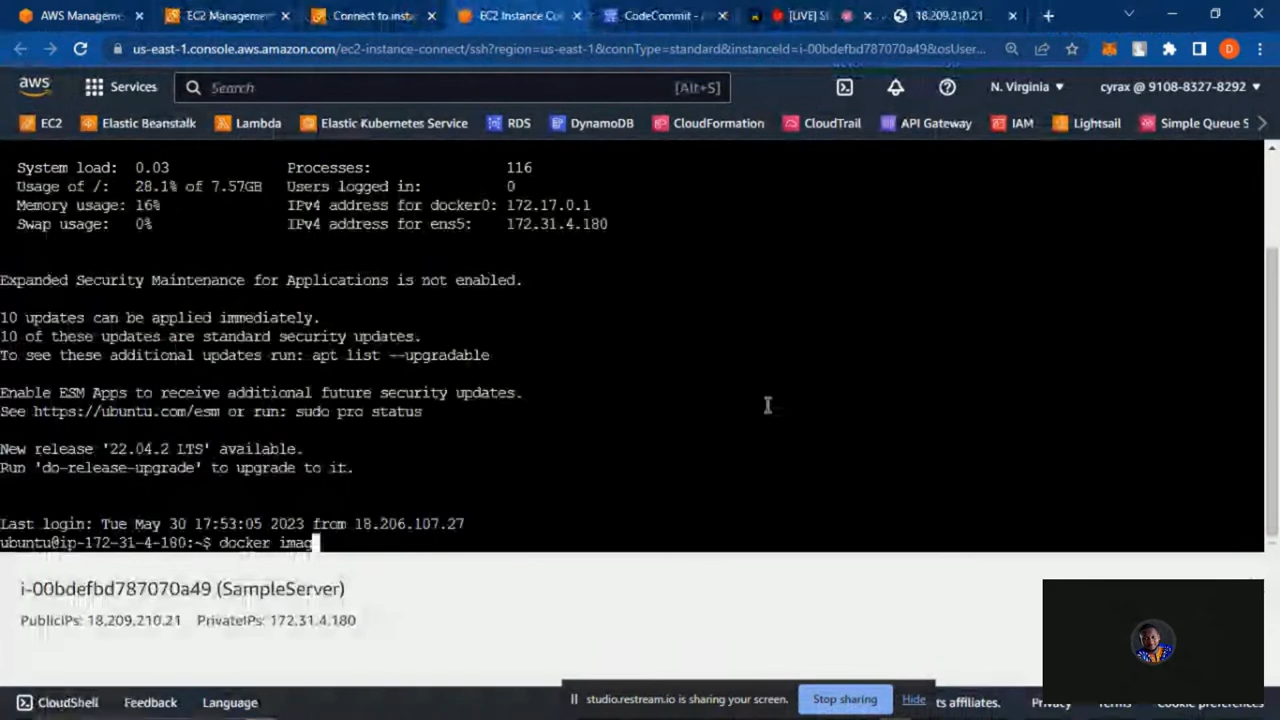 AWS Managem
EC2 Managemen
Connect to inst
EC2 Instance Co
CodeCommit -
[LIVE]
18.209.210.21
us-east-1.console.aws.amazon.com/ec2-instance-connect/ssh?region=us-east-1&connType=standard&instanceId=i-00bdefbd787070a49&osUser...
D
aws
Services
Search
[Alt+S]
N. Virginia
cyrax @ 9108-8327-8292
EC2
Elastic Beanstalk
Lambda
Elastic Kubernetes Service
RDS
DynamoDB
CloudFormation
CloudTrail
API Gateway
IAM
Lightsail
Simple Queue S
System load: 0.03 Processes: 116
Usage of /: 28.1% of 7.57GB Users logged in: 0
Memory usage: 16% IPv4 address for docker0: 172.17.0.1
Swap usage: 0% IPv4 address for ens5: 172.31.4.180
Expanded Security Maintenance for Applications is not enabled.
10 updates can be applied immediately.
10 of these updates are standard security updates.
To see these additional updates run: apt list --upgradable
Enable ESM Apps to receive additional future security updates.
See https://ubuntu.com/esm or run: sudo pro status
New release '22.04.2 LTS' available.
Run 'do-release-upgrade' to upgrade to it.
Last login: Tue May 30 17:53:05 2023 from 18.206.107.27
ubuntu@ip-172-31-4-180:~$ docker imag
i-00bdefbd787070a49 (SampleServer)
PublicIPs: 18.209.210.21 PrivateIPs: 172.31.4.180
CloudShell
Feedback
Language
studio.restream.io is sharing your screen.
Stop sharing
Hide
ts affiliates.
Privacy
Terms
Cookie preferences